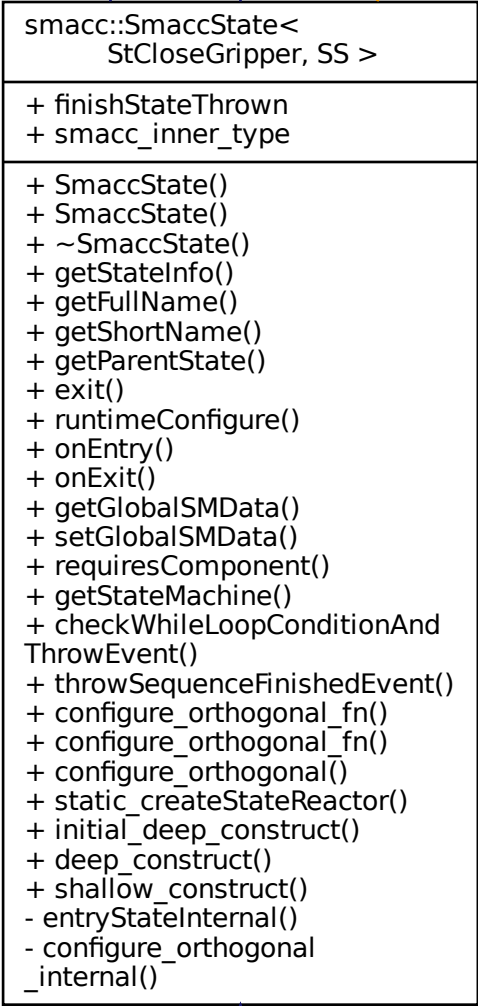 smacc::SmaccState<
StCloseGripper, SS >
+ finishStateThrown
+ smacc_inner_type
+ SmaccState()
+ SmaccState()
+ ~SmaccState()
+ getStateInfo()
+ getFullName()
+ getShortName()
+ getParentState()
+ exit()
+ runtimeConfigure()
+ onEntry()
+ onExit()
+ getGlobalSMData()
+ setGlobalSMData()
+ requiresComponent()
+ getStateMachine()
+ checkWhileLoopConditionAnd
ThrowEvent()
+ throwSequenceFinishedEvent()
+ configure_orthogonal_fn()
+ configure_orthogonal_fn()
+ configure_orthogonal()
+ static_createStateReactor()
+ initial_deep_construct()
+ deep_construct()
+ shallow_construct()
- entryStateInternal()
- configure_orthogonal
_internal()